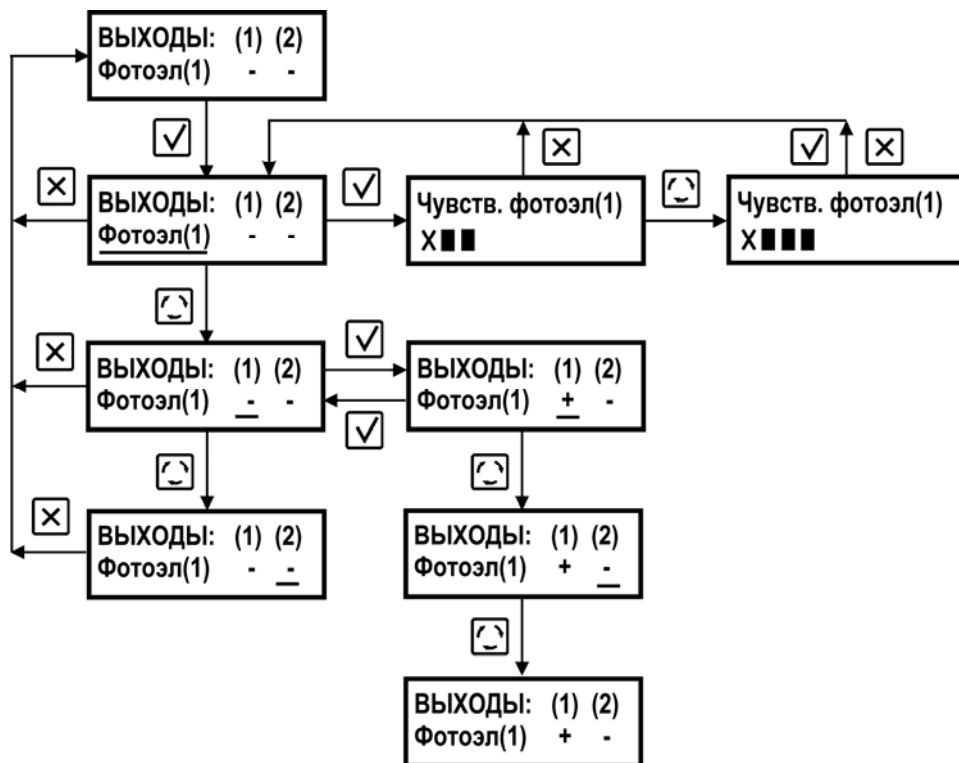 ВЫХОДЫ: (1) (2)
Фотоэл(1) - -
ВЫХОДЫ: (1) (2)
Фотоэл(1) - -
Чувств. фотоэл(1)
X■■
Чувств. фотоэл(1)
X■■■
ВЫХОДЫ: (1) (2)
Фотоэл(1) - -
ВЫХОДЫ: (1) (2)
Фотоэл(1) + -
ВЫХОДЫ: (1) (2)
Фотоэл(1) - -
ВЫХОДЫ: (1) (2)
Фотоэл(1) + -
ВЫХОДЫ: (1) (2)
Фотоэл(1) + -